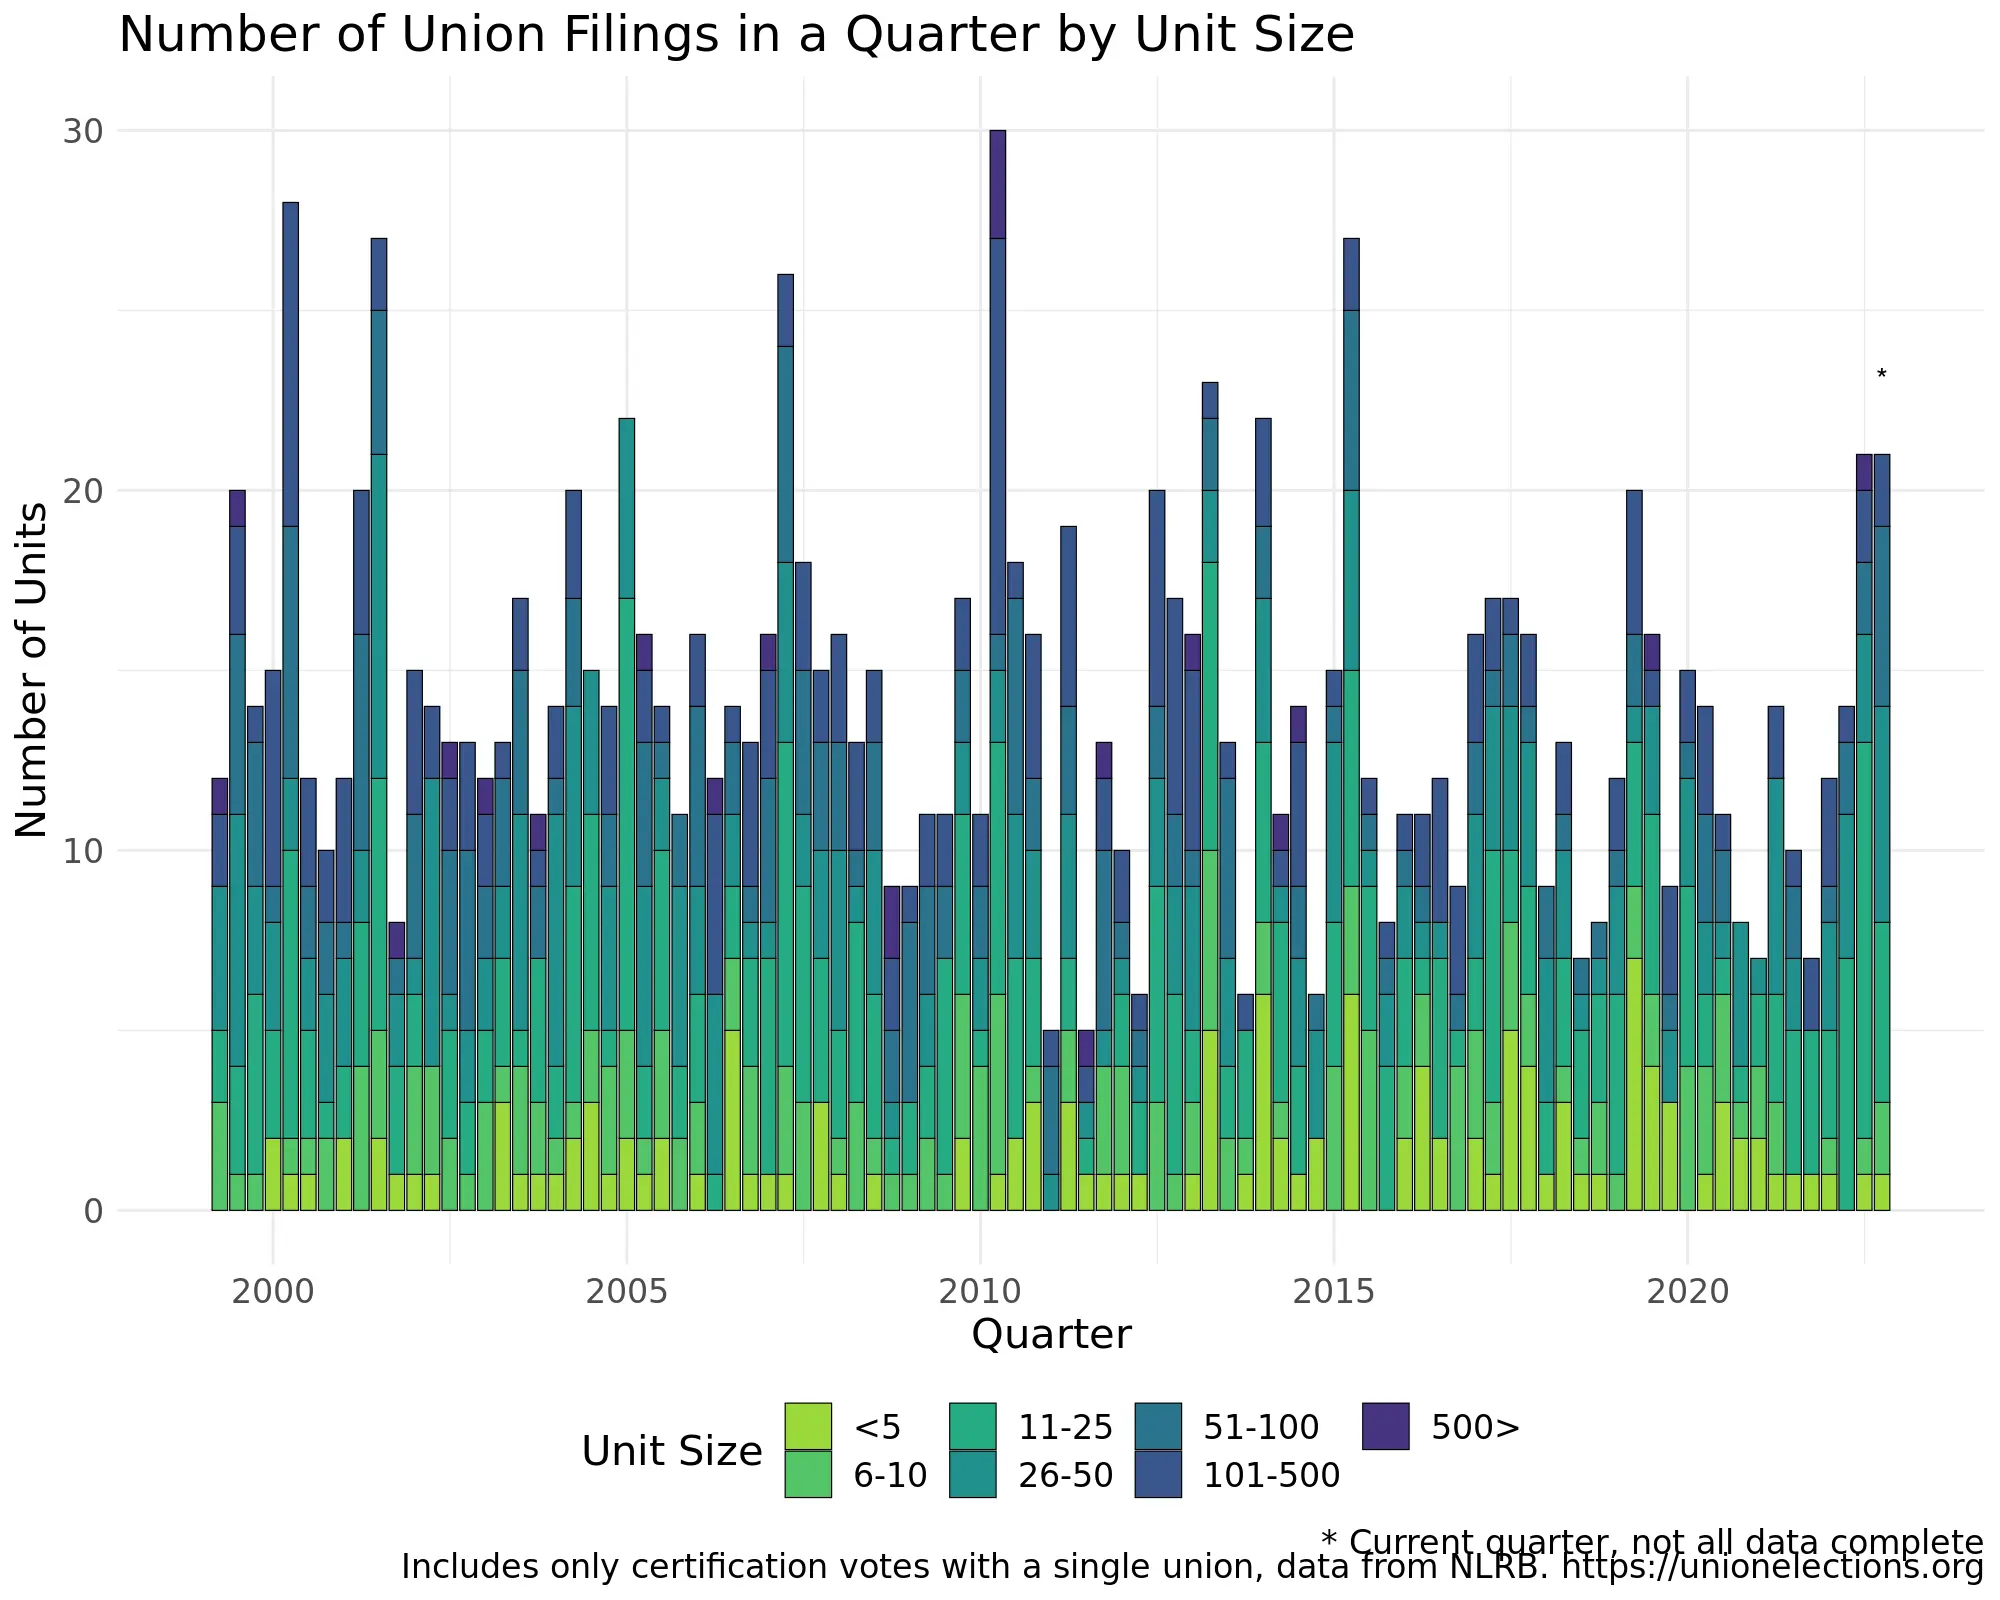 Number of Union Filings in a Quarter by Unit Size
Number of Units
30
20
10
0
*
2000 2005 2010 2015 2020
Quarter
Unit Size
<5 11-25 51-100 500>
6-10 26-50 101-500
* Current quarter, not all data complete
Includes only certification votes with a single union, data from NLRB. https://unionelections.org